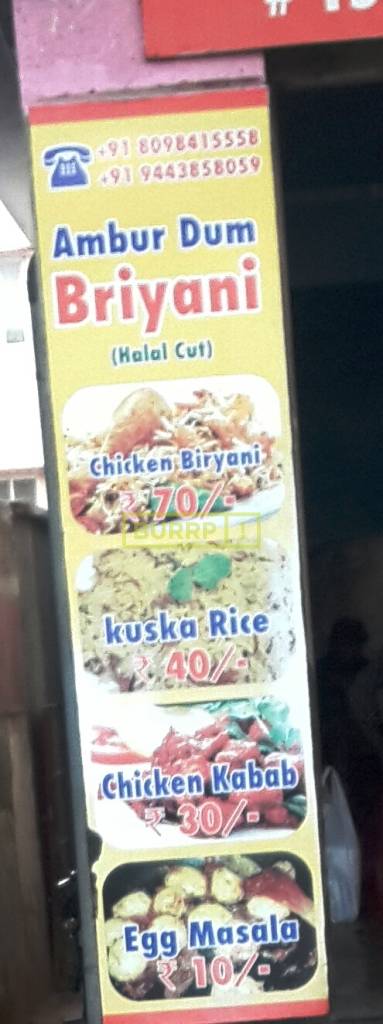 +91 8098415558
+91 9443858059
Ambur Dum
Briyani
(Halal Cut)
Chicken Biryani
₹ 70/-
BURRP
kuska Rice
₹ 40/-
Chicken Kabab
₹ 30/-
Egg Masala
₹ 10/-